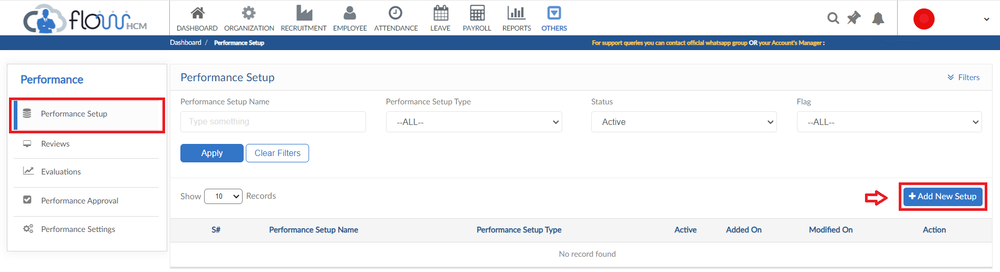 flowHCM
DASHBOARD ORGANIZATION RECRUITMENT EMPLOYEE ATTENDANCE LEAVE PAYROLL REPORTS OTHERS
Dashboard / Performance Setup For support queries you can contact official whatsapp group OR your Account's Manager :
Performance
Performance Setup
Reviews
Evaluations
Performance Approval
Performance Settings
Performance Setup Filters
Performance Setup Name Performance Setup Type Status Flag
Type something --ALL-- Active --ALL--
Apply Clear Filters
Show 10 Records + Add New Setup
S# Performance Setup Name Performance Setup Type Active Added On Modified On Action
No record found